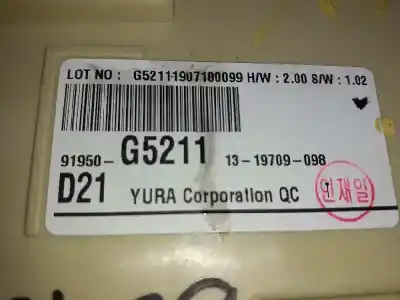 LOT NO : G52111907100099 H/W : 2.00 S/W : 1.02
91950- G5211 13-19709-098
D21 YURA Corporation QC